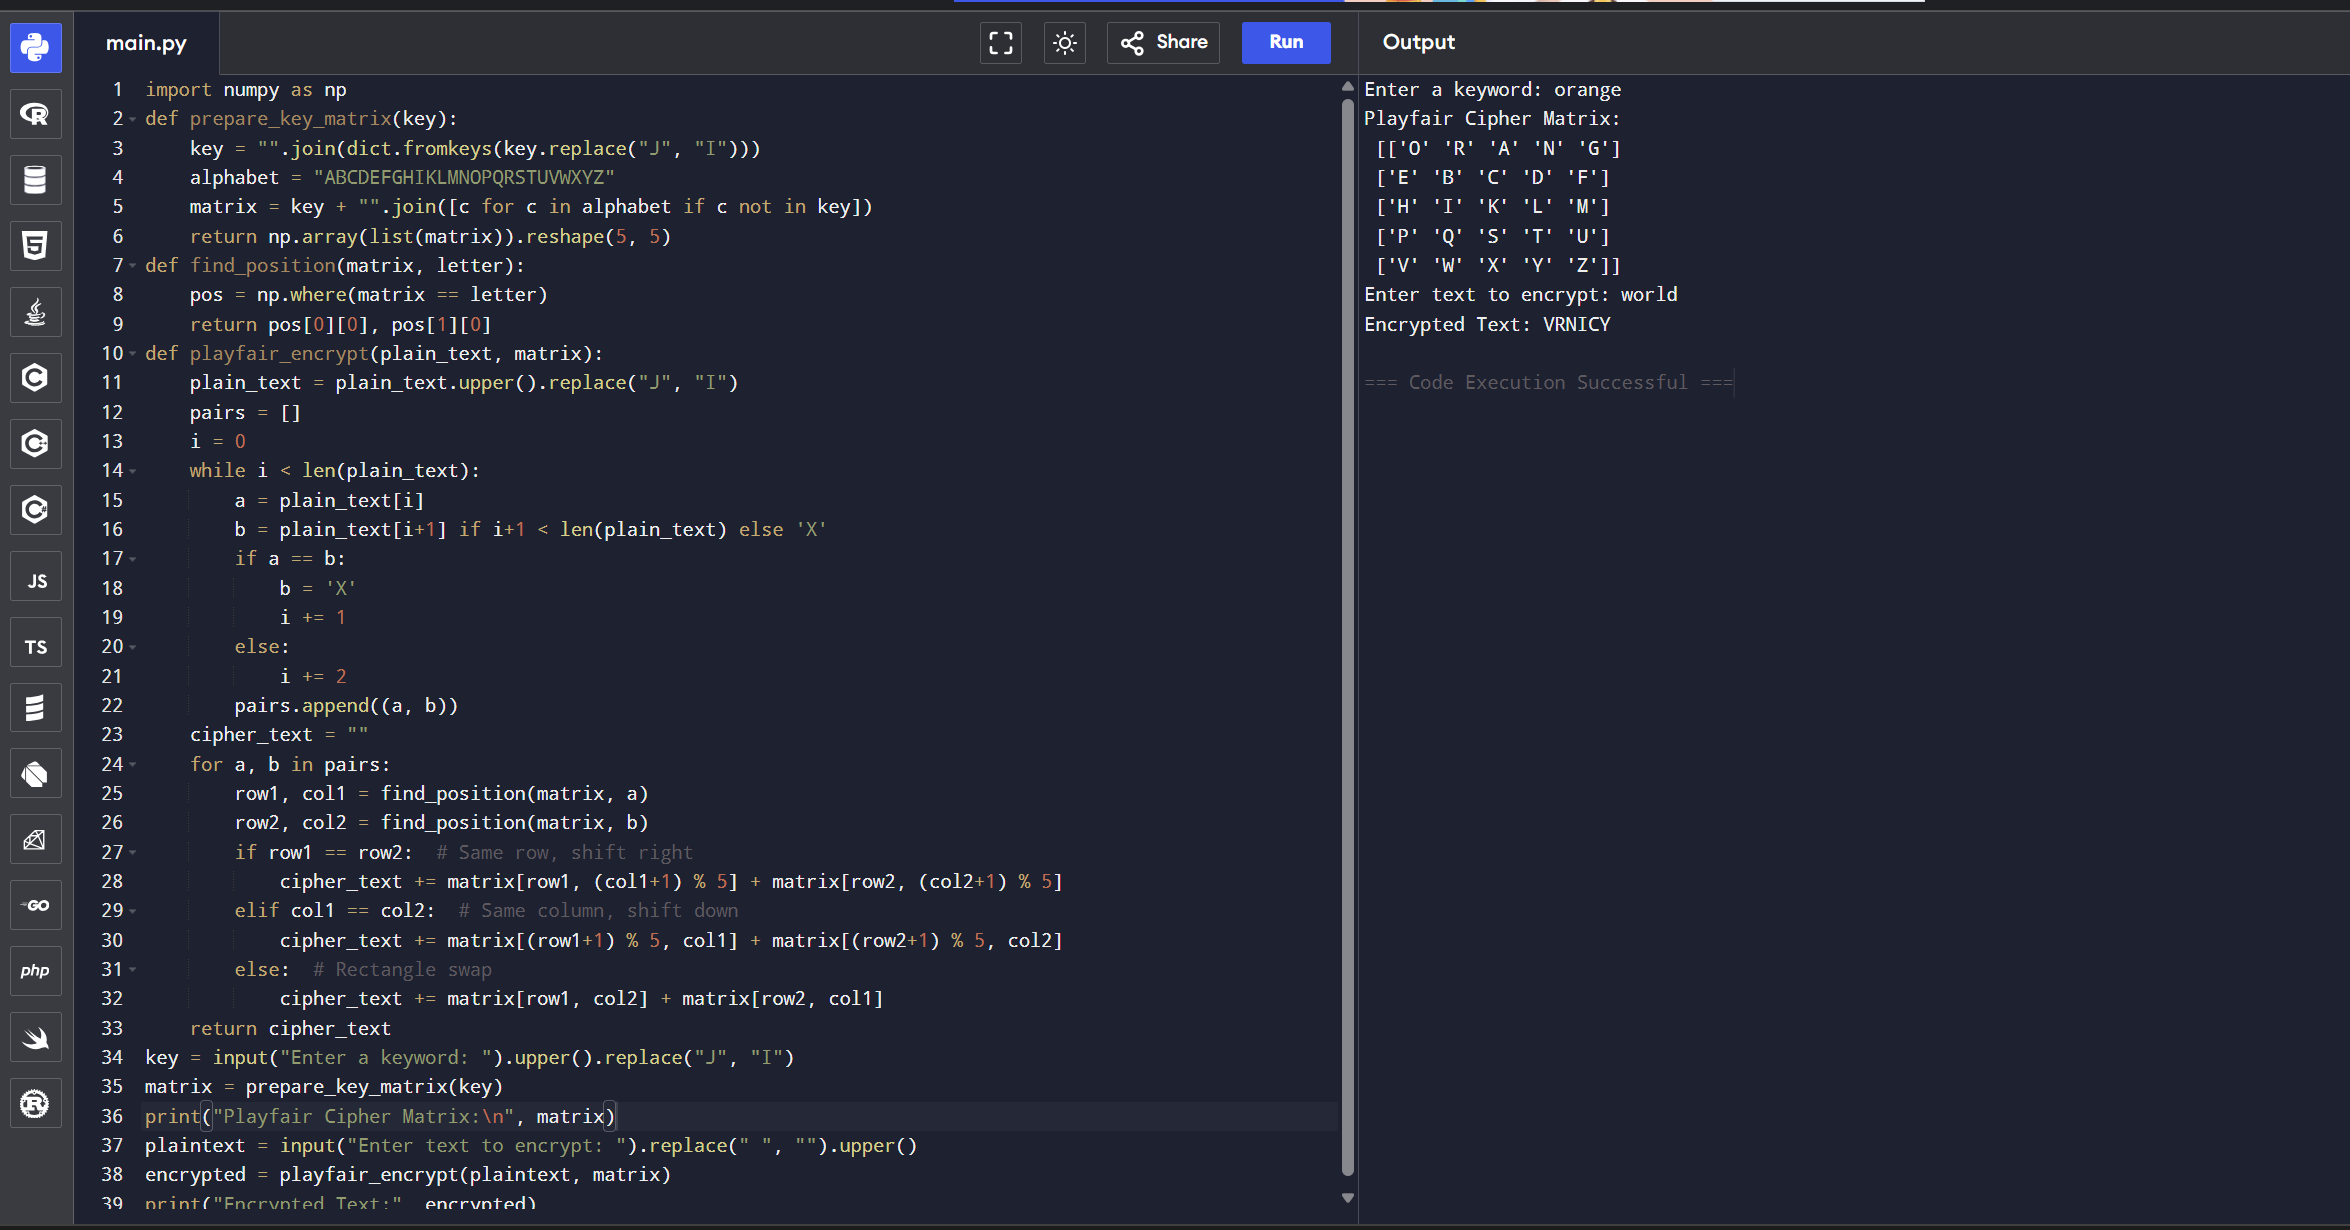 main.py
Share
Run
Output
JS
TS
GO
php
1 import numpy as np
2 def prepare_key_matrix(key):
3     key = "".join(dict.fromkeys(key.replace("J", "I")))
4     alphabet = "ABCDEFGHIKLMNOPQRSTUVWXYZ"
5     matrix = key + "".join([c for c in alphabet if c not in key])
6     return np.array(list(matrix)).reshape(5, 5)
7 def find_position(matrix, letter):
8     pos = np.where(matrix == letter)
9     return pos[0][0], pos[1][0]
10 def playfair_encrypt(plain_text, matrix):
11     plain_text = plain_text.upper().replace("J", "I")
12     pairs = []
13     i = 0
14     while i < len(plain_text):
15         a = plain_text[i]
16         b = plain_text[i+1] if i+1 < len(plain_text) else 'X'
17         if a == b:
18             b = 'X'
19             i += 1
20         else:
21             i += 2
22         pairs.append((a, b))
23     cipher_text = ""
24     for a, b in pairs:
25         row1, col1 = find_position(matrix, a)
26         row2, col2 = find_position(matrix, b)
27         if row1 == row2:  # Same row, shift right
28             cipher_text += matrix[row1, (col1+1) % 5] + matrix[row2, (col2+1) % 5]
29         elif col1 == col2:  # Same column, shift down
30             cipher_text += matrix[(row1+1) % 5, col1] + matrix[(row2+1) % 5, col2]
31         else:  # Rectangle swap
32             cipher_text += matrix[row1, col2] + matrix[row2, col1]
33     return cipher_text
34 key = input("Enter a keyword: ").upper().replace("J", "I")
35 matrix = prepare_key_matrix(key)
36 print("Playfair Cipher Matrix:\n", matrix)
37 plaintext = input("Enter text to encrypt: ").replace(" ", "").upper()
38 encrypted = playfair_encrypt(plaintext, matrix)
39 print("Encrypted Text:" encrypted)
Enter a keyword: orange
Playfair Cipher Matrix:
 [['O' 'R' 'A' 'N' 'G']
 ['E' 'B' 'C' 'D' 'F']
 ['H' 'I' 'K' 'L' 'M']
 ['P' 'Q' 'S' 'T' 'U']
 ['V' 'W' 'X' 'Y' 'Z']]
Enter text to encrypt: world
Encrypted Text: VRNICY
=== Code Execution Successful ===